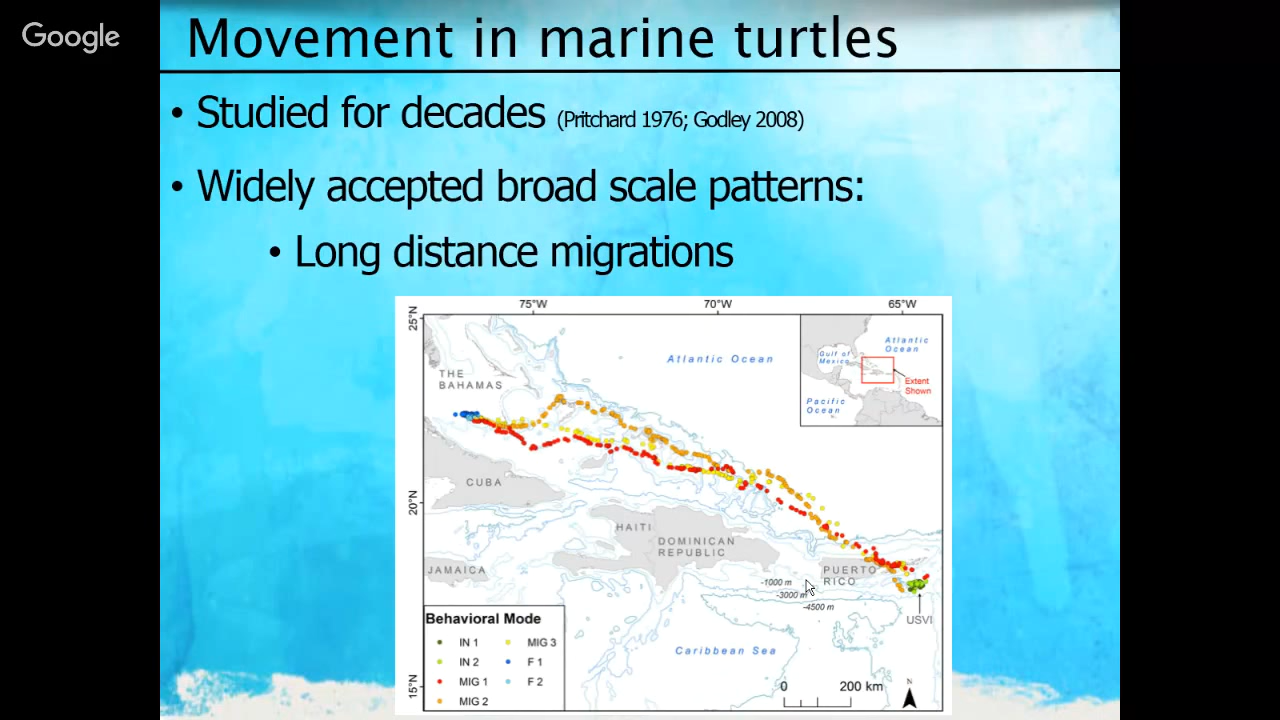 Google
Movement in marine turtles
• Studied for decades (Pritchard 1976; Godley 2008)
• Widely accepted broad scale patterns:
• Long distance migrations
75°W 70°W 65°W
25°N
20°N
15°N
Atlantic Ocean
THE
BAHAMAS
CUBA
HAITI
DOMINICAN
REPUBLIC
JAMAICA
PUERTO
RICO
-1000 m
-3000 m
-4500 m
USVI
Caribbean Sea
Gulf of
Mexico
Atlantic
Ocean
Extent
Shown
Pacific
Ocean
Behavioral Mode
IN 1
IN 2
MIG 1
MIG 2
MIG 3
F 1
F 2
0 200 km
N